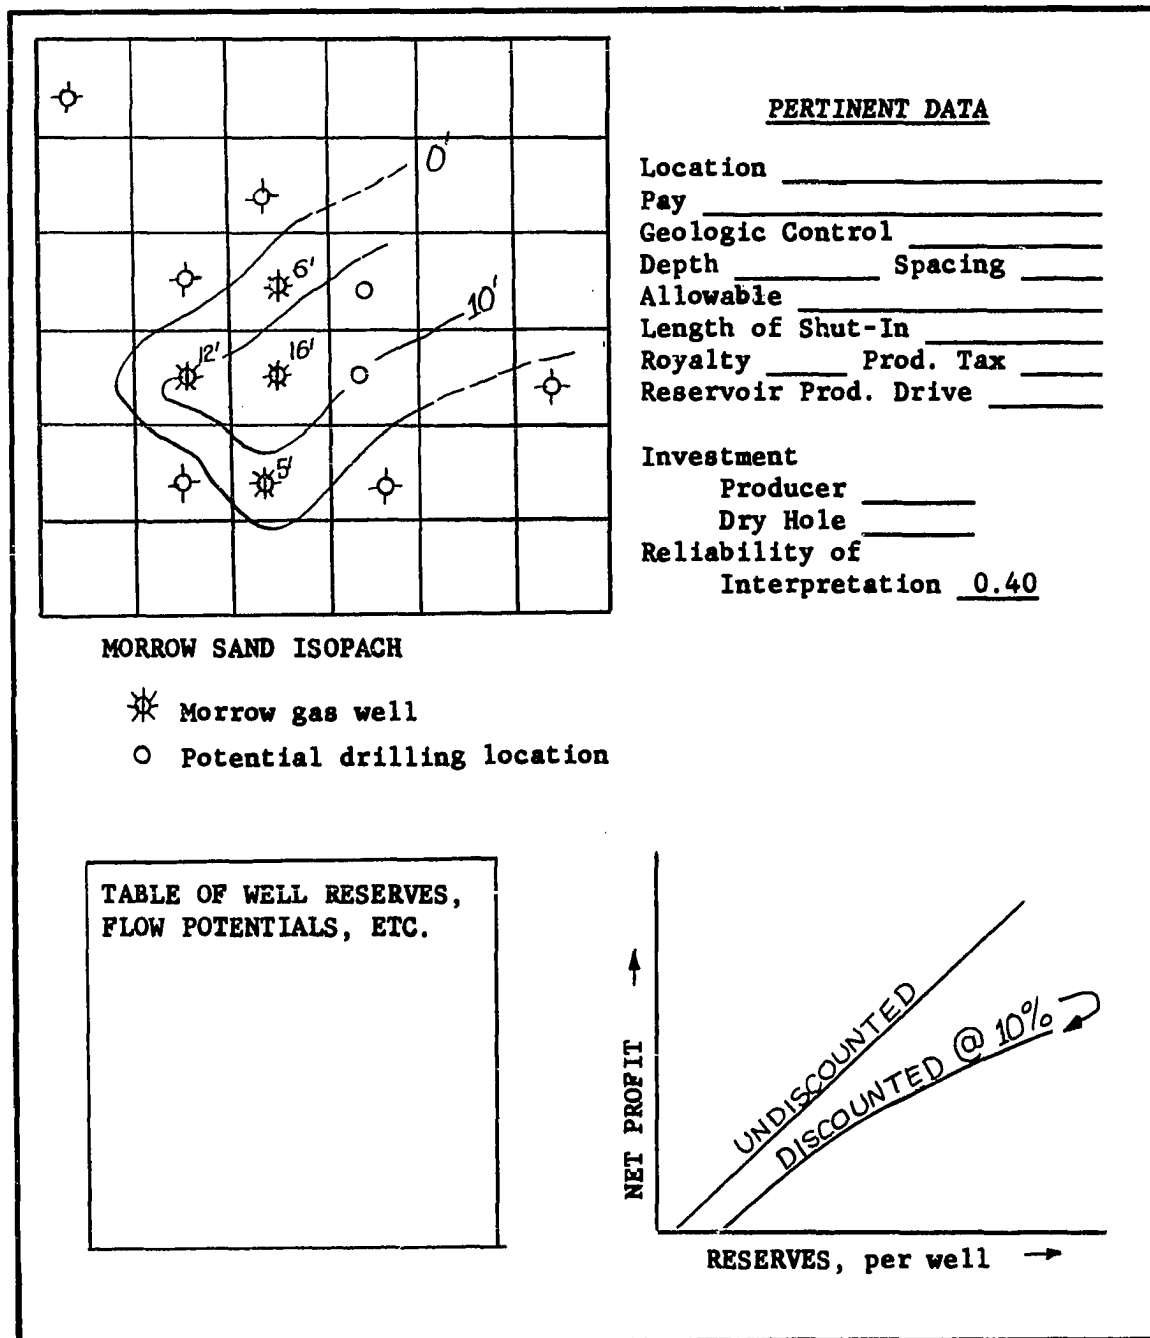 0'
6'
10'
12'
16'
5'
MORROW SAND ISOPACH
Morrow gas well
Potential drilling location
PERTINENT DATA
Location
Pay
Geologic Control
Depth Spacing
Allowable
Length of Shut-In
Royalty Prod. Tax
Reservoir Prod. Drive
Investment
Producer
Dry Hole
Reliability of
Interpretation 0.40
TABLE OF WELL RESERVES,
FLOW POTENTIALS, ETC.
NET PROFIT
UNDISCOUNTED
DISCOUNTED @ 10%
RESERVES, per well